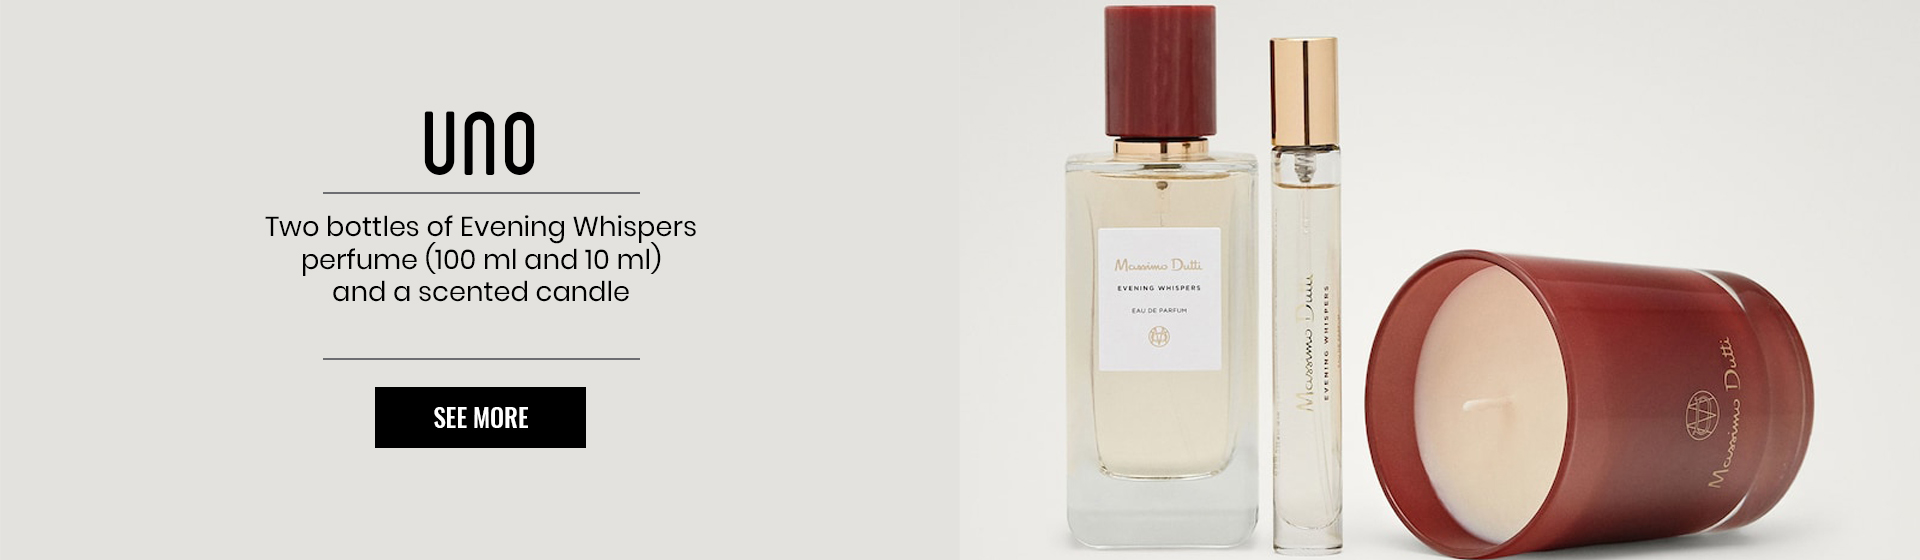 UNO
Two bottles of Evening Whispers
perfume (100 ml and 10 ml)
and a scented candle
SEE MORE
Massimo Dutti
EVENING WHISPERS
EAU DE PARFUM
Massimo Dutti
EVENING WHISPERS
Massimo Dutti